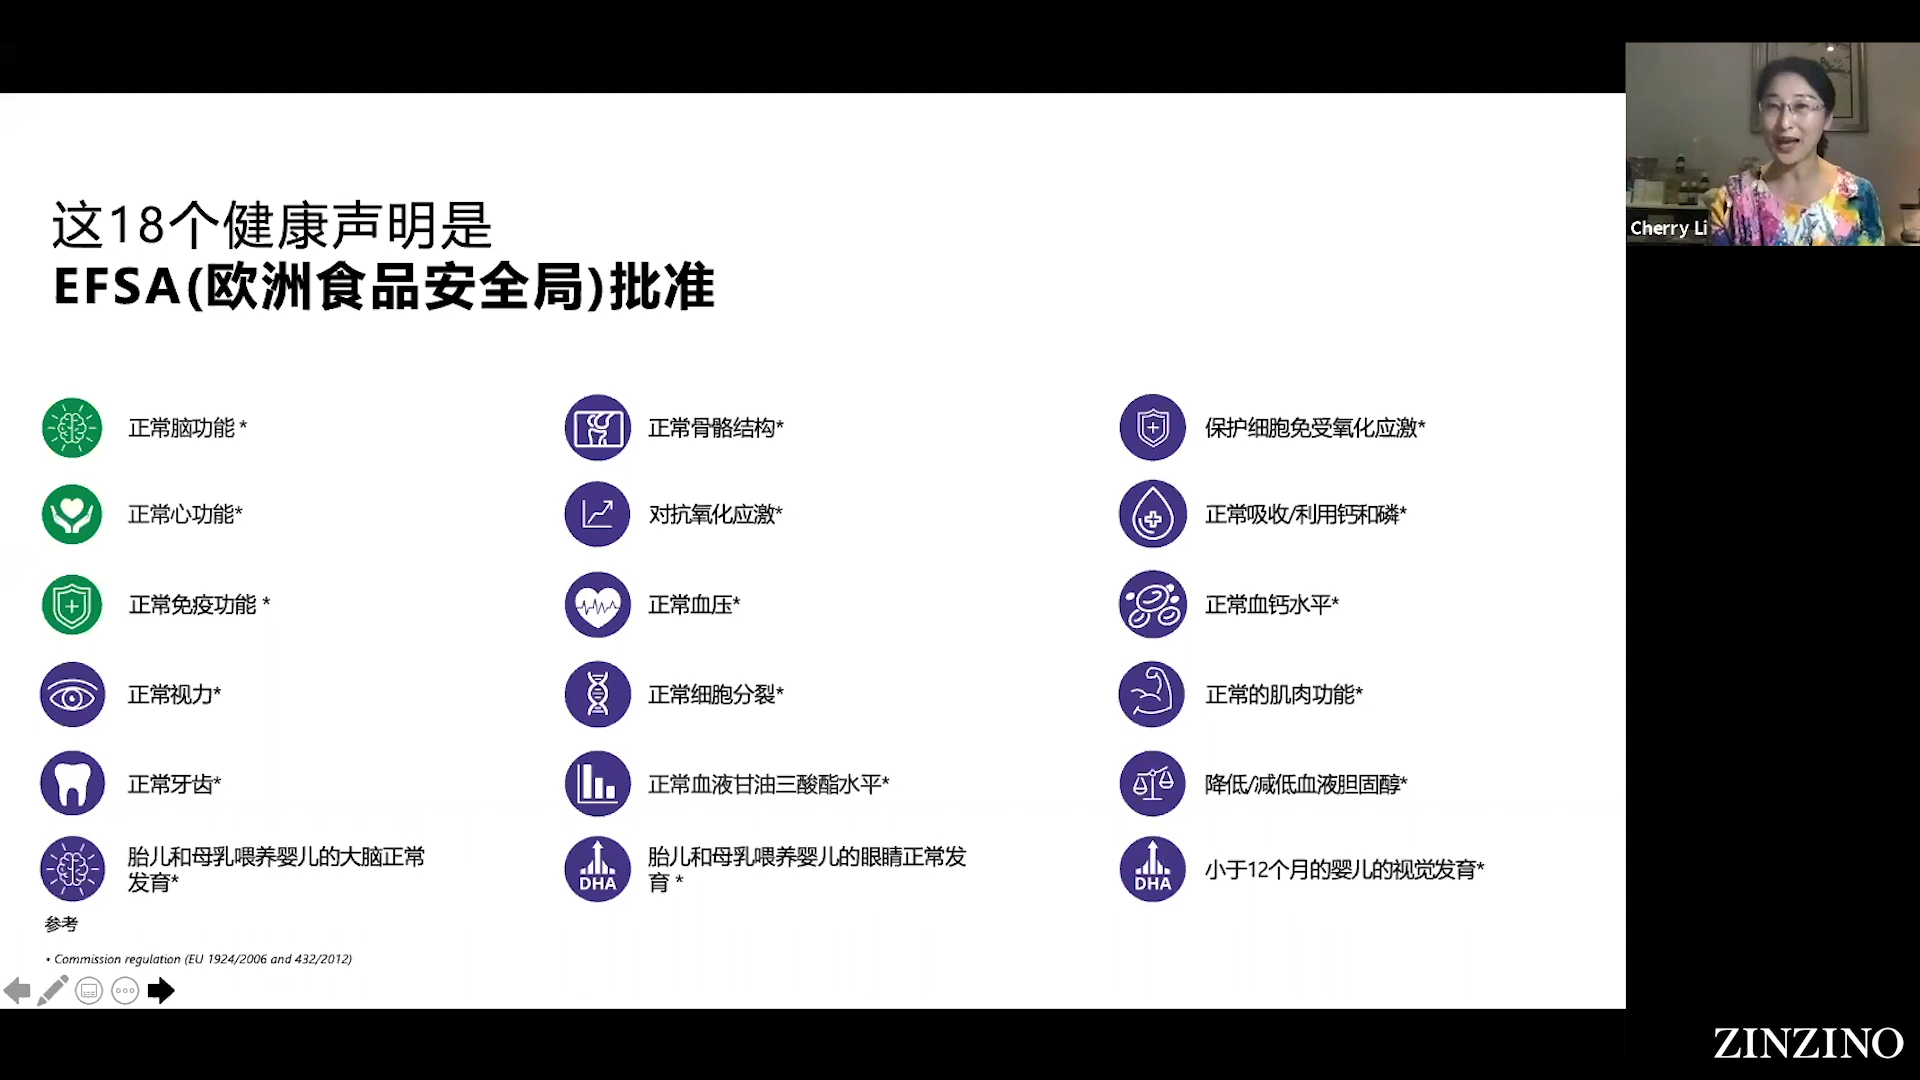 这18个健康声明是
EFSA(欧洲食品安全局)批准
正常脑功能 *
正常心功能*
正常免疫功能 *
正常视力*
正常牙齿*
胎儿和母乳喂养婴儿的大脑正常
发育*
正常骨骼结构*
对抗氧化应激*
正常血压*
正常细胞分裂*
正常血液甘油三酸酯水平*
DHA
胎儿和母乳喂养婴儿的眼睛正常发
育 *
保护细胞免受氧化应激*
正常吸收/利用钙和磷*
正常血钙水平*
正常的肌肉功能*
降低/减低血液胆固醇*
DHA
小于12个月的婴儿的视觉发育*
参考
• Commission regulation (EU 1924/2006 and 432/2012)
Cherry Li
ZINZINO